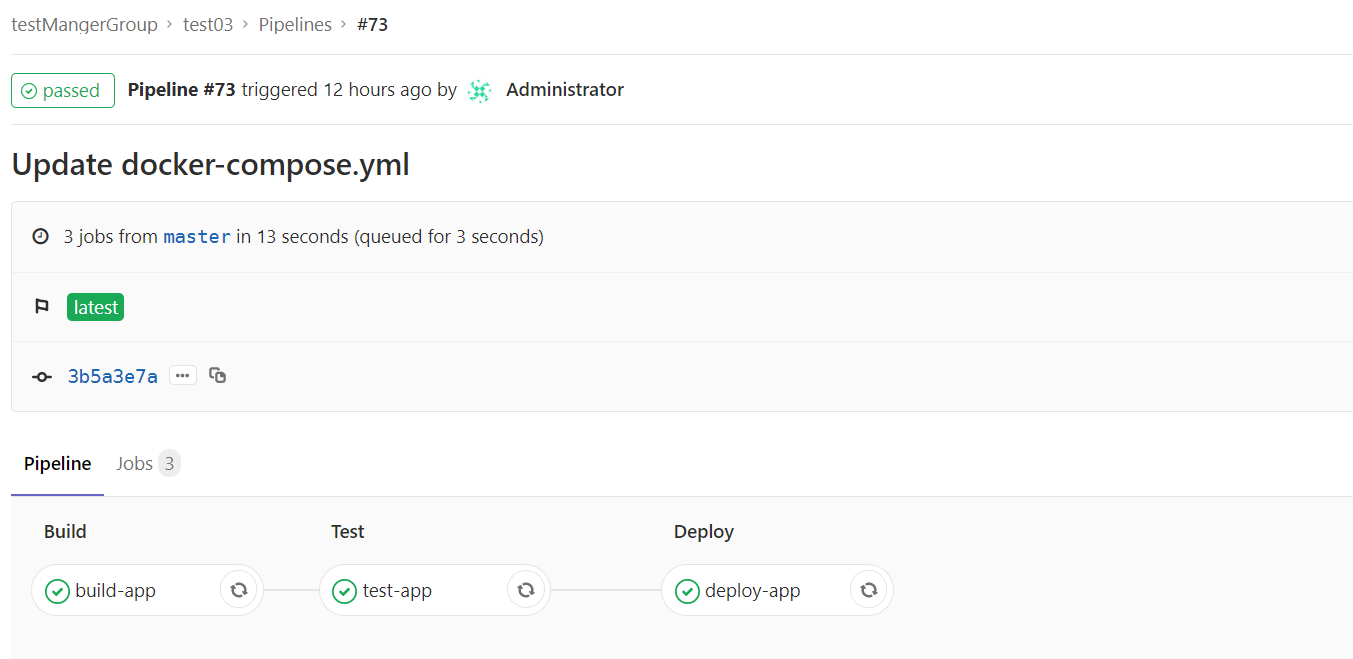 testMangerGroup > test03 > Pipelines > #73
passed Pipeline #73 triggered 12 hours ago by Administrator
Update docker-compose.yml
3 jobs from master in 13 seconds (queued for 3 seconds)
latest
3b5a3e7a ...
Pipeline Jobs 3
Build Test Deploy
build-app test-app deploy-app